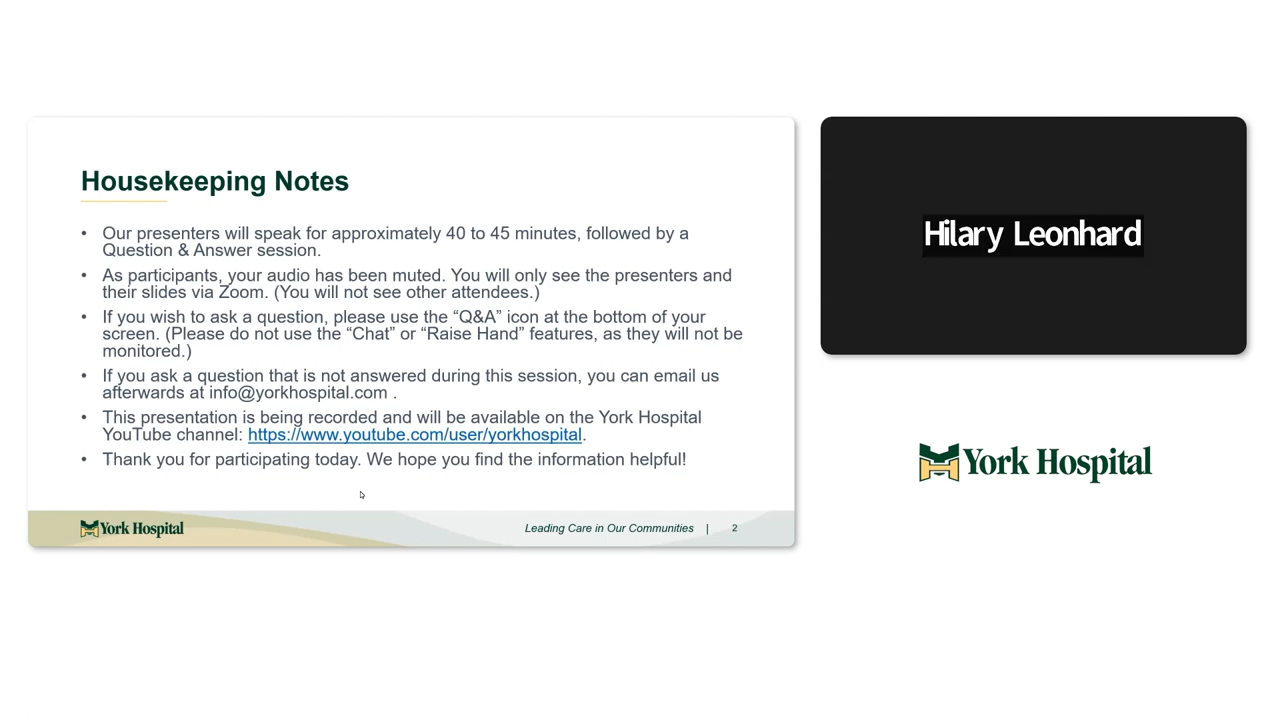 Housekeeping Notes
• Our presenters will speak for approximately 40 to 45 minutes, followed by a
Question & Answer session.
• As participants, your audio has been muted. You will only see the presenters and
their slides via Zoom. (You will not see other attendees.)
• If you wish to ask a question, please use the “Q&A” icon at the bottom of your
screen. (Please do not use the “Chat” or “Raise Hand” features, as they will not be
monitored.)
• If you ask a question that is not answered during this session, you can email us
afterwards at info@yorkhospital.com .
• This presentation is being recorded and will be available on the York Hospital
YouTube channel: https://www.youtube.com/user/yorkhospital.
• Thank you for participating today. We hope you find the information helpful!
York Hospital
Leading Care in Our Communities | 2
Hilary Leonhard
York Hospital